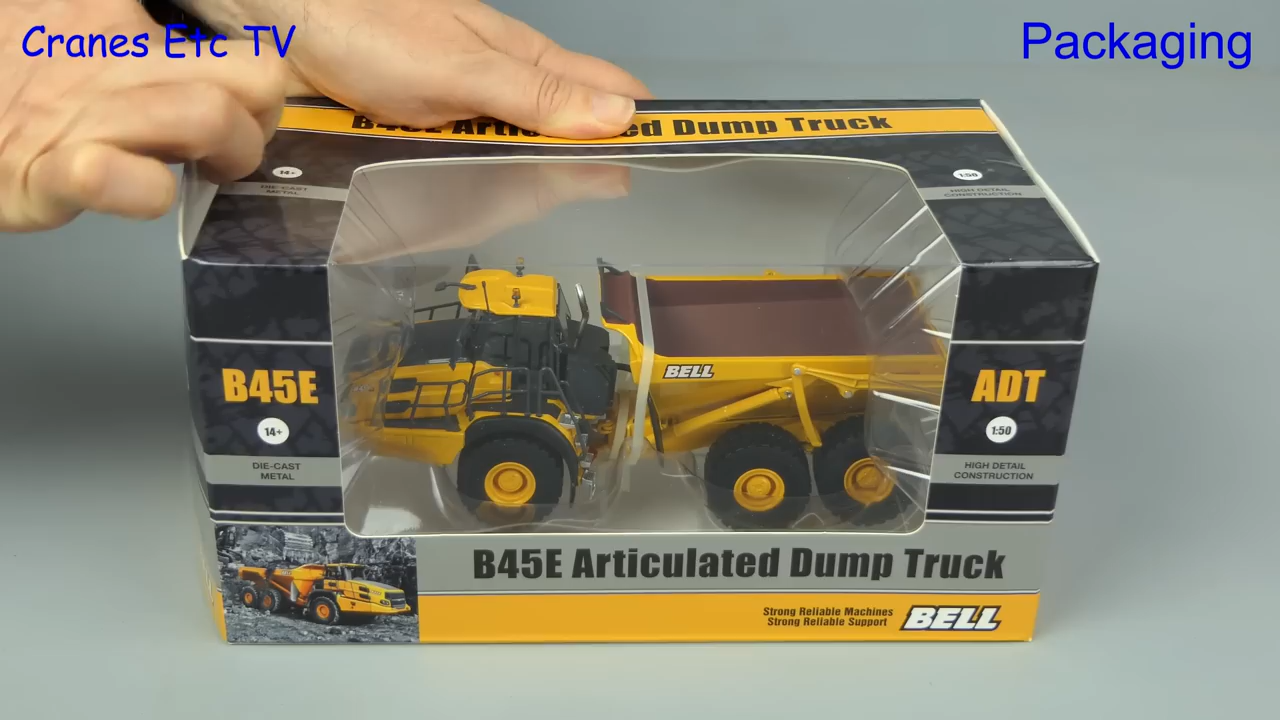 Cranes Etc TV
Packaging
B45E Articulated Dump Truck
14+
DIE-CAST
METAL
1:50
HIGH DETAIL
CONSTRUCTION
B45E
14+
DIE-CAST
METAL
BELL
ADT
1:50
HIGH DETAIL
CONSTRUCTION
B45E Articulated Dump Truck
Strong Reliable Machines
Strong Reliable Support
BELL